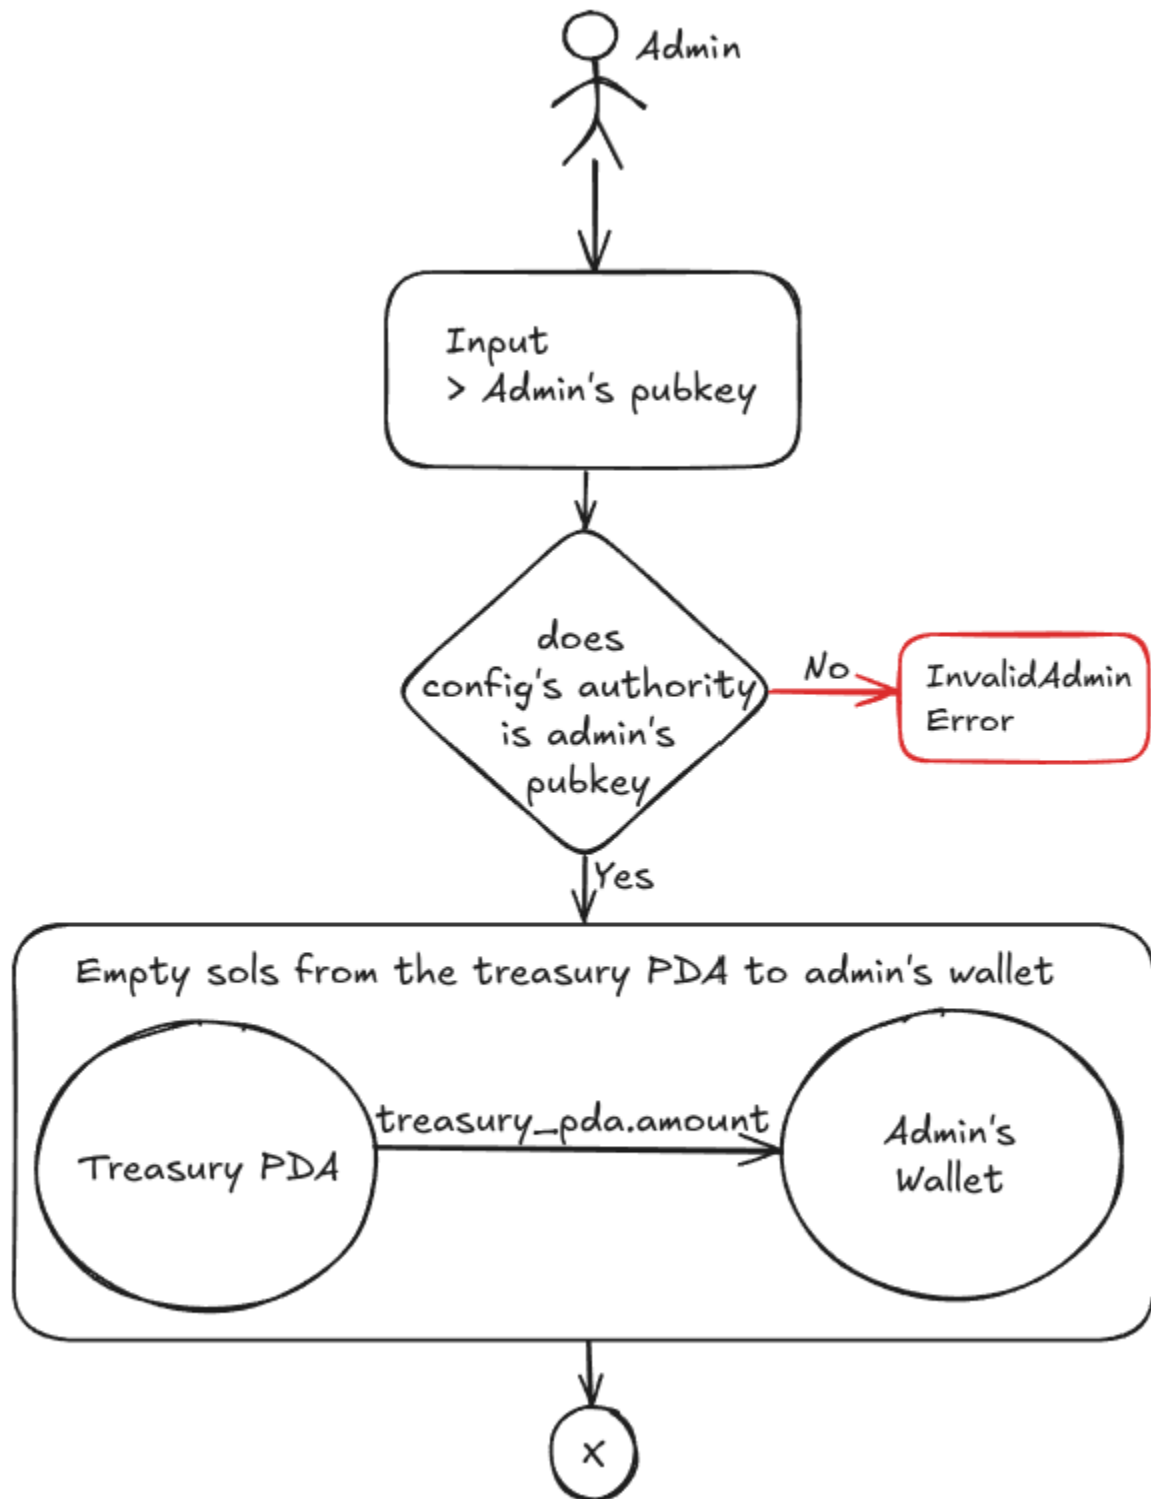 Admin
Input
> Admin's pubkey
does
config's authority
is admin's
pubkey
No
InvalidAdmin
Error
Yes
Empty sols from the treasury PDA to admin's wallet
treasury_pda.amount
Treasury PDA
Admin's
Wallet
X